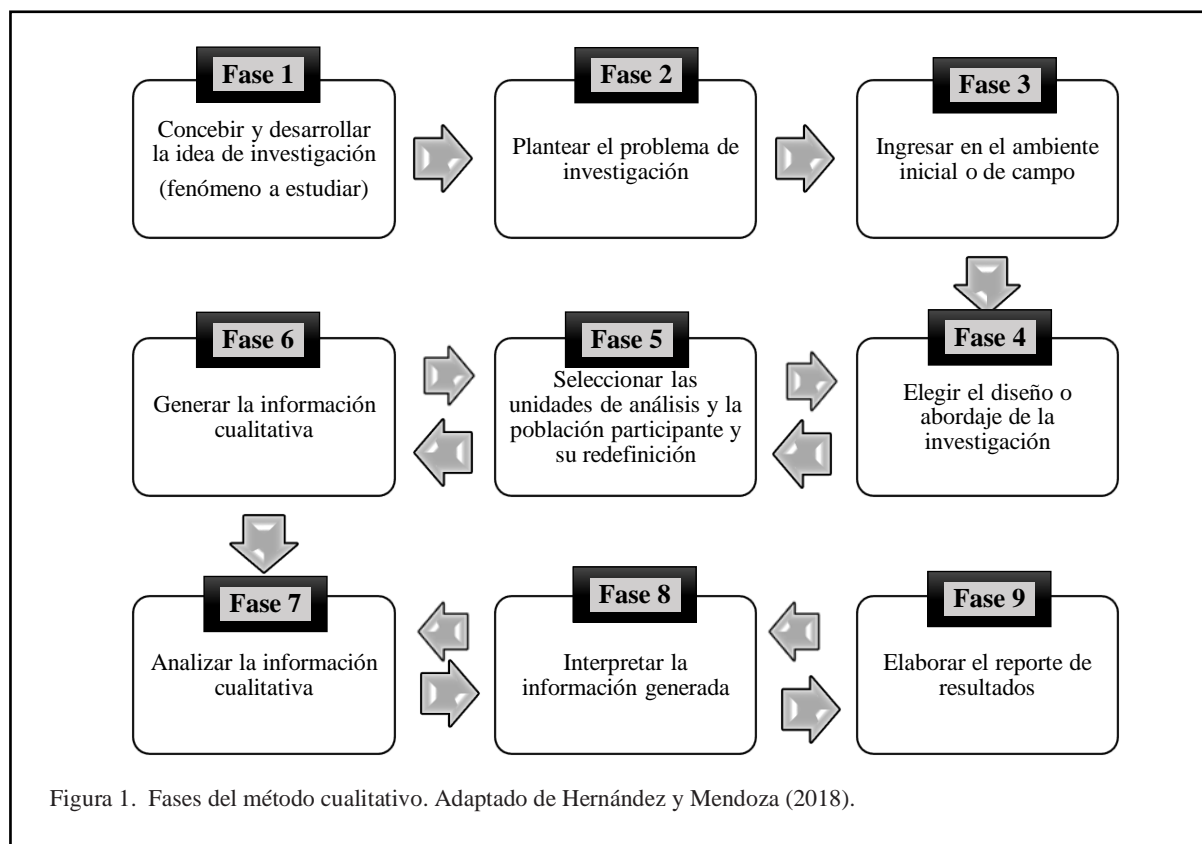 Fase 1
Concebir y desarrollar
la idea de investigación
(fenómeno a estudiar)
Fase 2
Plantear el problema de
investigación
Fase 3
Ingresar en el ambiente
inicial o de campo
Fase 4
Elegir el diseño o
abordaje de la
investigación
Fase 5
Seleccionar las
unidades de análisis y la
población participante y
su redefinición
Fase 6
Generar la información
cualitativa
Fase 7
Analizar la información
cualitativa
Fase 8
Interpretar la
información generada
Fase 9
Elaborar el reporte de
resultados
Figura 1. Fases del método cualitativo. Adaptado de Hernández y Mendoza (2018).